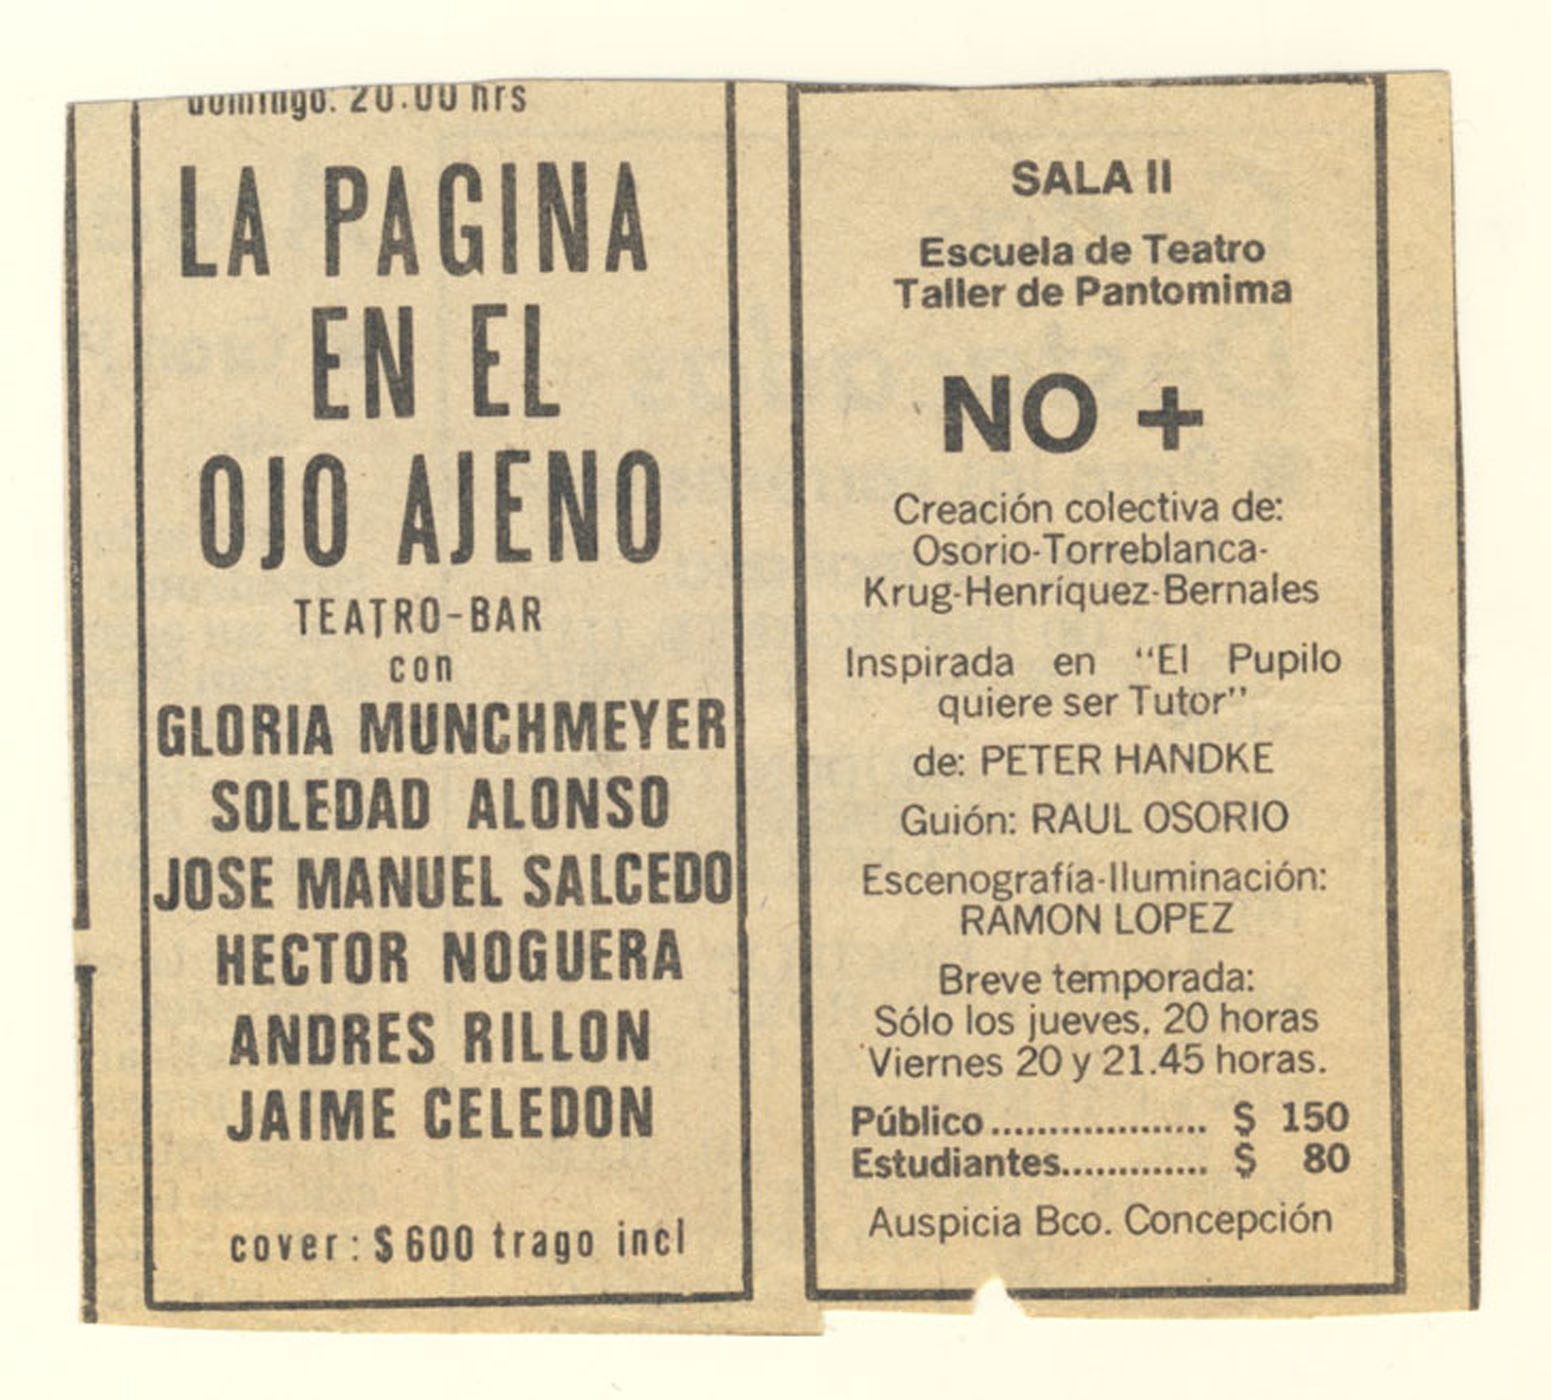 domingo. 20.00 hrs
LA PAGINA
EN EL
OJO AJENO
TEATRO-BAR
con
GLORIA MUNCHMEYER
SOLEDAD ALONSO
JOSE MANUEL SALCEDO
HECTOR NOGUERA
ANDRES RILLON
JAIME CELEDON
cover: $600 trago incl
SALA II
Escuela de Teatro
Taller de Pantomima
NO +
Creación colectiva de:
Osorio-Torreblanca-
Krug-Henríquez-Bernales
Inspirada en "El Pupilo
quiere ser Tutor"
de: PETER HANDKE
Guión: RAUL OSORIO
Escenografía-Iluminación:
RAMON LOPEZ
Breve temporada:
Sólo los jueves, 20 horas
Viernes 20 y 21.45 horas.
Público................... $ 150
Estudiantes............. $ 80
Auspicia Bco. Concepción